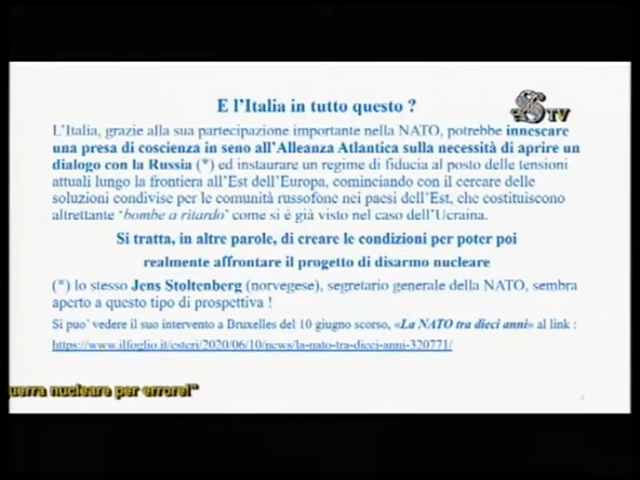 E l'Italia in tutto questo ?
STV
L'Italia, grazie alla sua partecipazione importante nella NATO, potrebbe innescare
una presa di coscienza in seno all'Alleanza Atlantica sulla necessità di aprire un
dialogo con la Russia (*) ed instaurare un regime di fiducia al posto delle tensioni
attuali lungo la frontiera all'Est dell'Europa, cominciando con il cercare delle
soluzioni condivise per le comunità russofone nei paesi dell'Est, che costituiscono
altrettante 'bombe a ritardo' come si è già visto nel caso dell'Ucraina.
Si tratta, in altre parole, di creare le condizioni per poter poi
realmente affrontare il progetto di disarmo nucleare
(*) lo stesso Jens Stoltenberg (norvegese), segretario generale della NATO, sembra
aperto a questo tipo di prospettiva !
Si puo' vedere il suo intervento a Bruxelles del 10 giugno scorso, «La NATO tra dieci anni» al link :
https://www.ilfoglio.it/esteri/2020/06/10/news/la-nato-tra-dieci-anni-320771/
uerra nucleare per errore!"